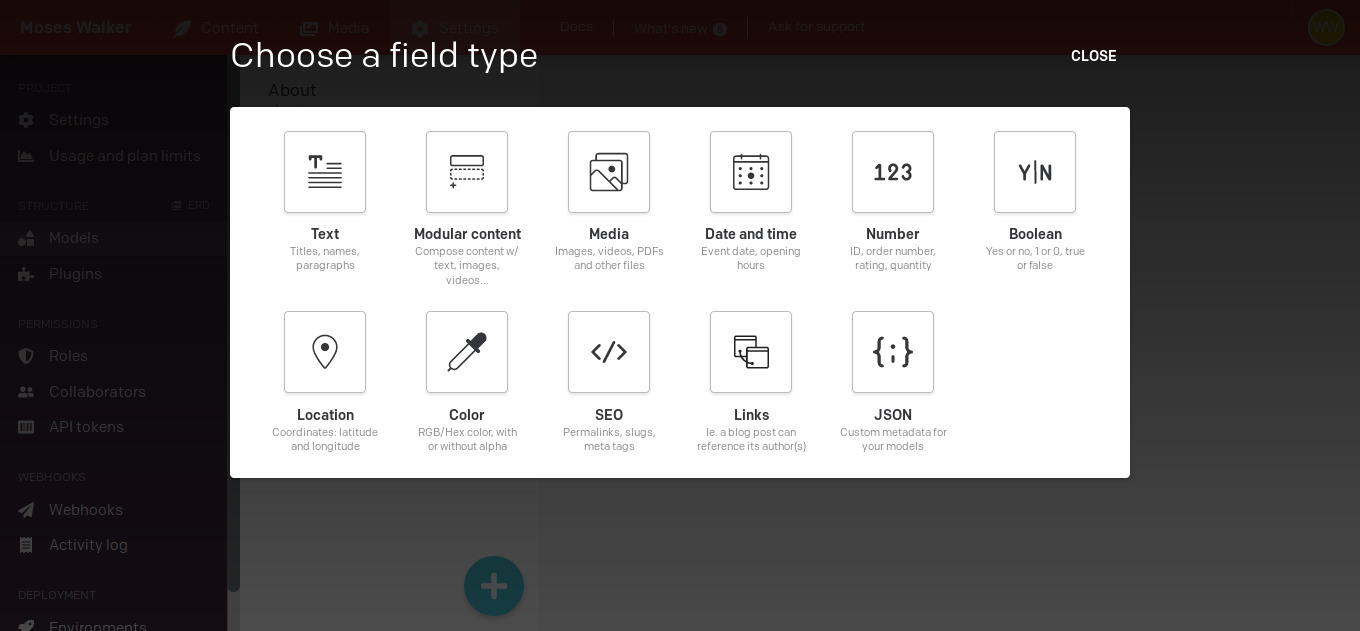 Moses Walker
Content
Media
Settings
Docs
What's new 6
Ask for support
WW
Choose a field type
CLOSE
PROJECT
Settings
Usage and plan limits
STRUCTURE
ERD
Models
Plugins
PERMISSIONS
Roles
Collaborators
API tokens
WEBHOOKS
Webhooks
Activity log
DEPLOYMENT
Environments
About
Text
Titles, names,
paragraphs
Modular content
Compose content w/
text, images,
videos...
Media
Images, videos, PDFs
and other files
Date and time
Event date, opening
hours
123
Number
ID, order number,
rating, quantity
Y|N
Boolean
Yes or no, 1 or 0, true
or false
Location
Coordinates: latitude
and longitude
Color
RGB/Hex color, with
or without alpha
SEO
Permalinks, slugs,
meta tags
Links
Ie. a blog post can
reference its author(s)
JSON
Custom metadata for
your models